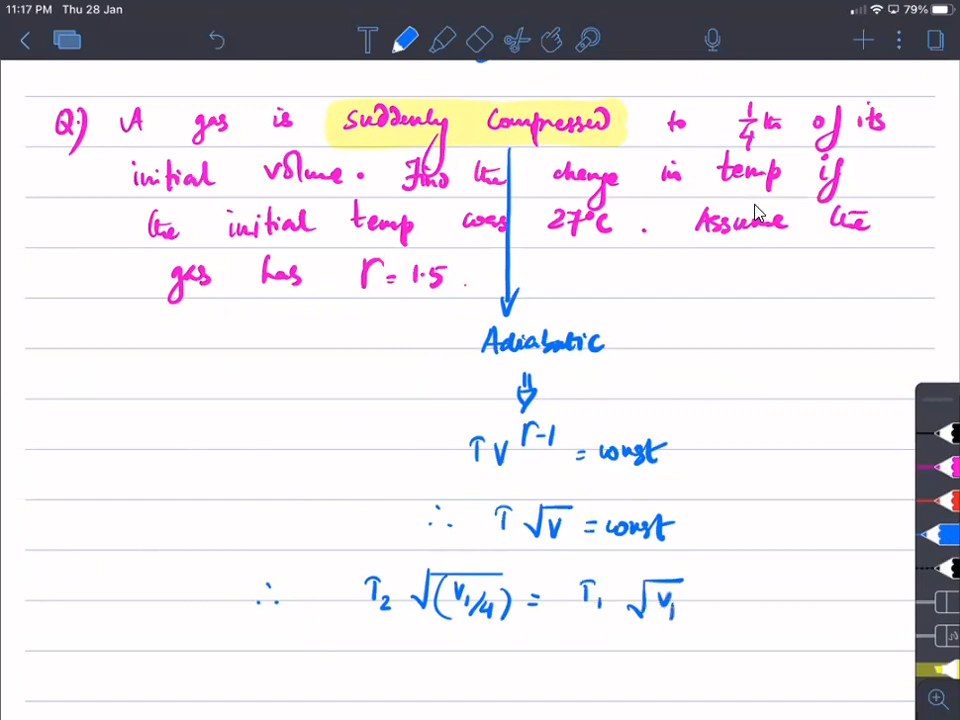 11:17 PM Thu 28 Jan 79%
Q:) A gas is suddenly compressed to 1/4 th of its
initial volume. Find the change in temp if
the initial temp was 27°C. Assume the
gas has r = 1.5.
Adiabatic
⇓
TV^(r-1) = const
∴ T√V = const
∴ T₂ √(V₁/4) = T₁ √V₁